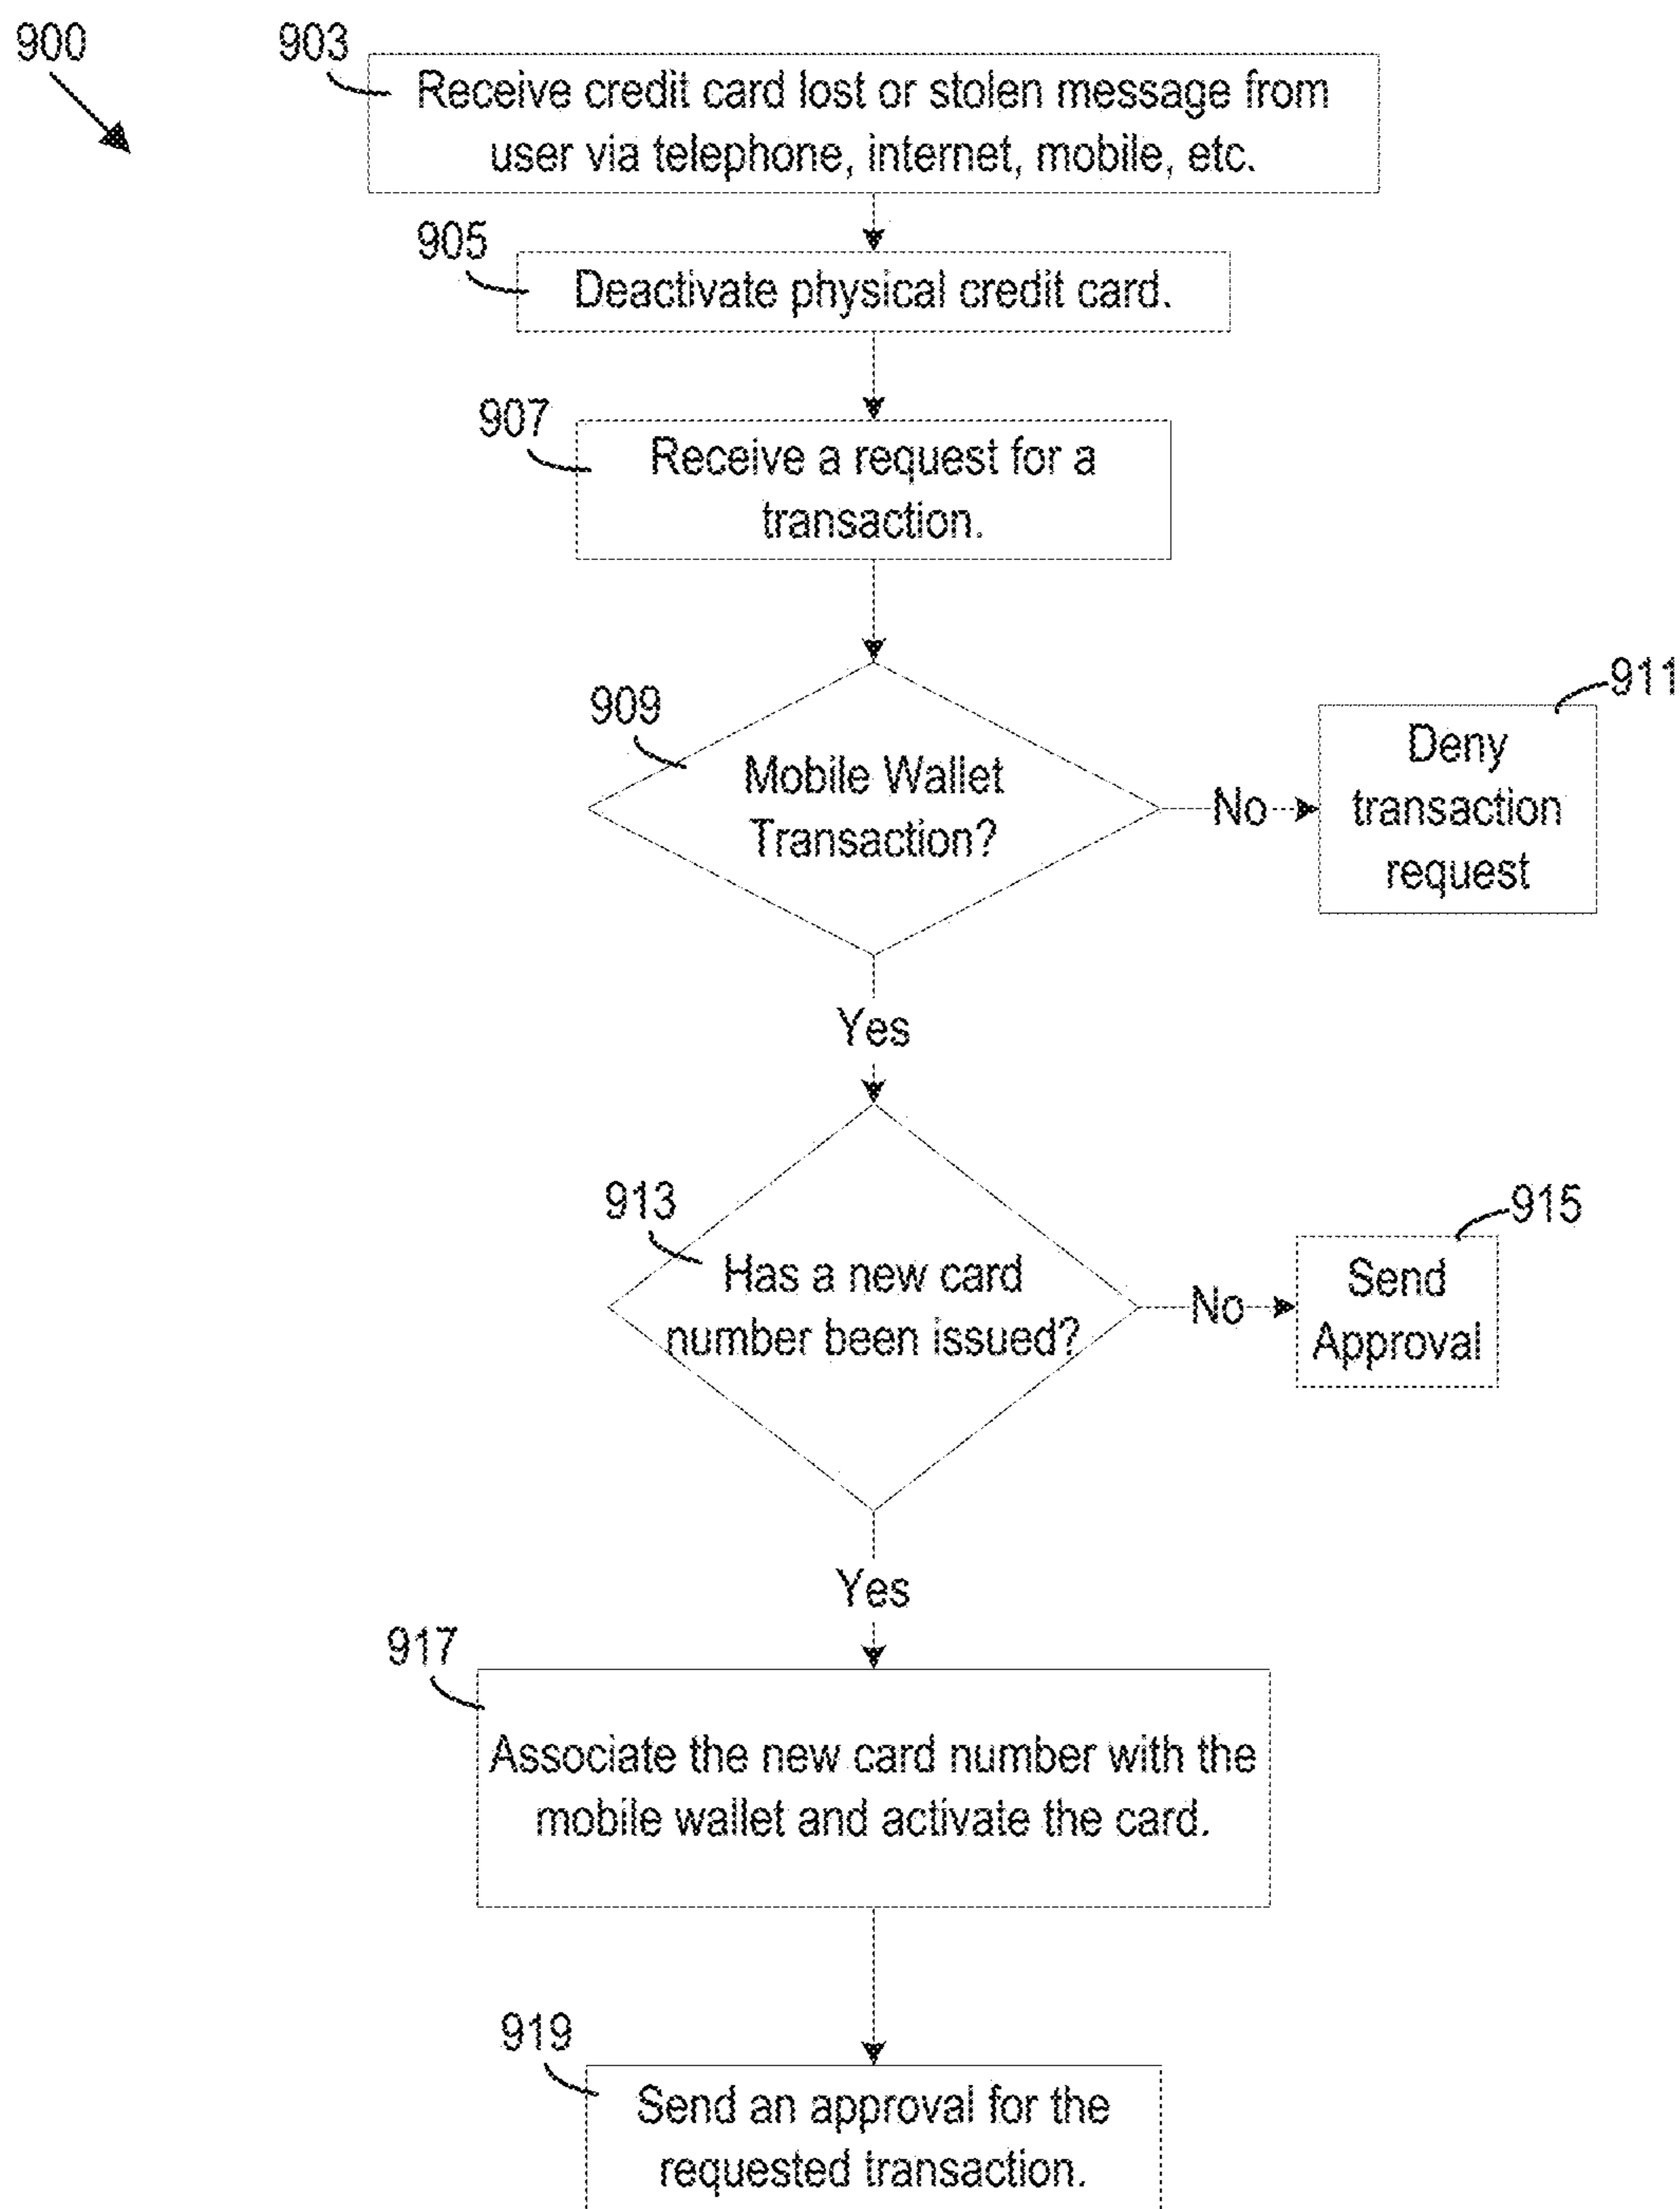 900
903
Receive credit card lost or stolen message from
user via telephone, internet, mobile, etc.
905
Deactivate physical credit card.
907
Receive a request for a
transaction.
909
Mobile Wallet
Transaction?
No
911
Deny
transaction
request
Yes
913
Has a new card
number been issued?
No
915
Send
Approval
Yes
917
Associate the new card number with the
mobile wallet and activate the card.
919
Send an approval for the
requested transaction.